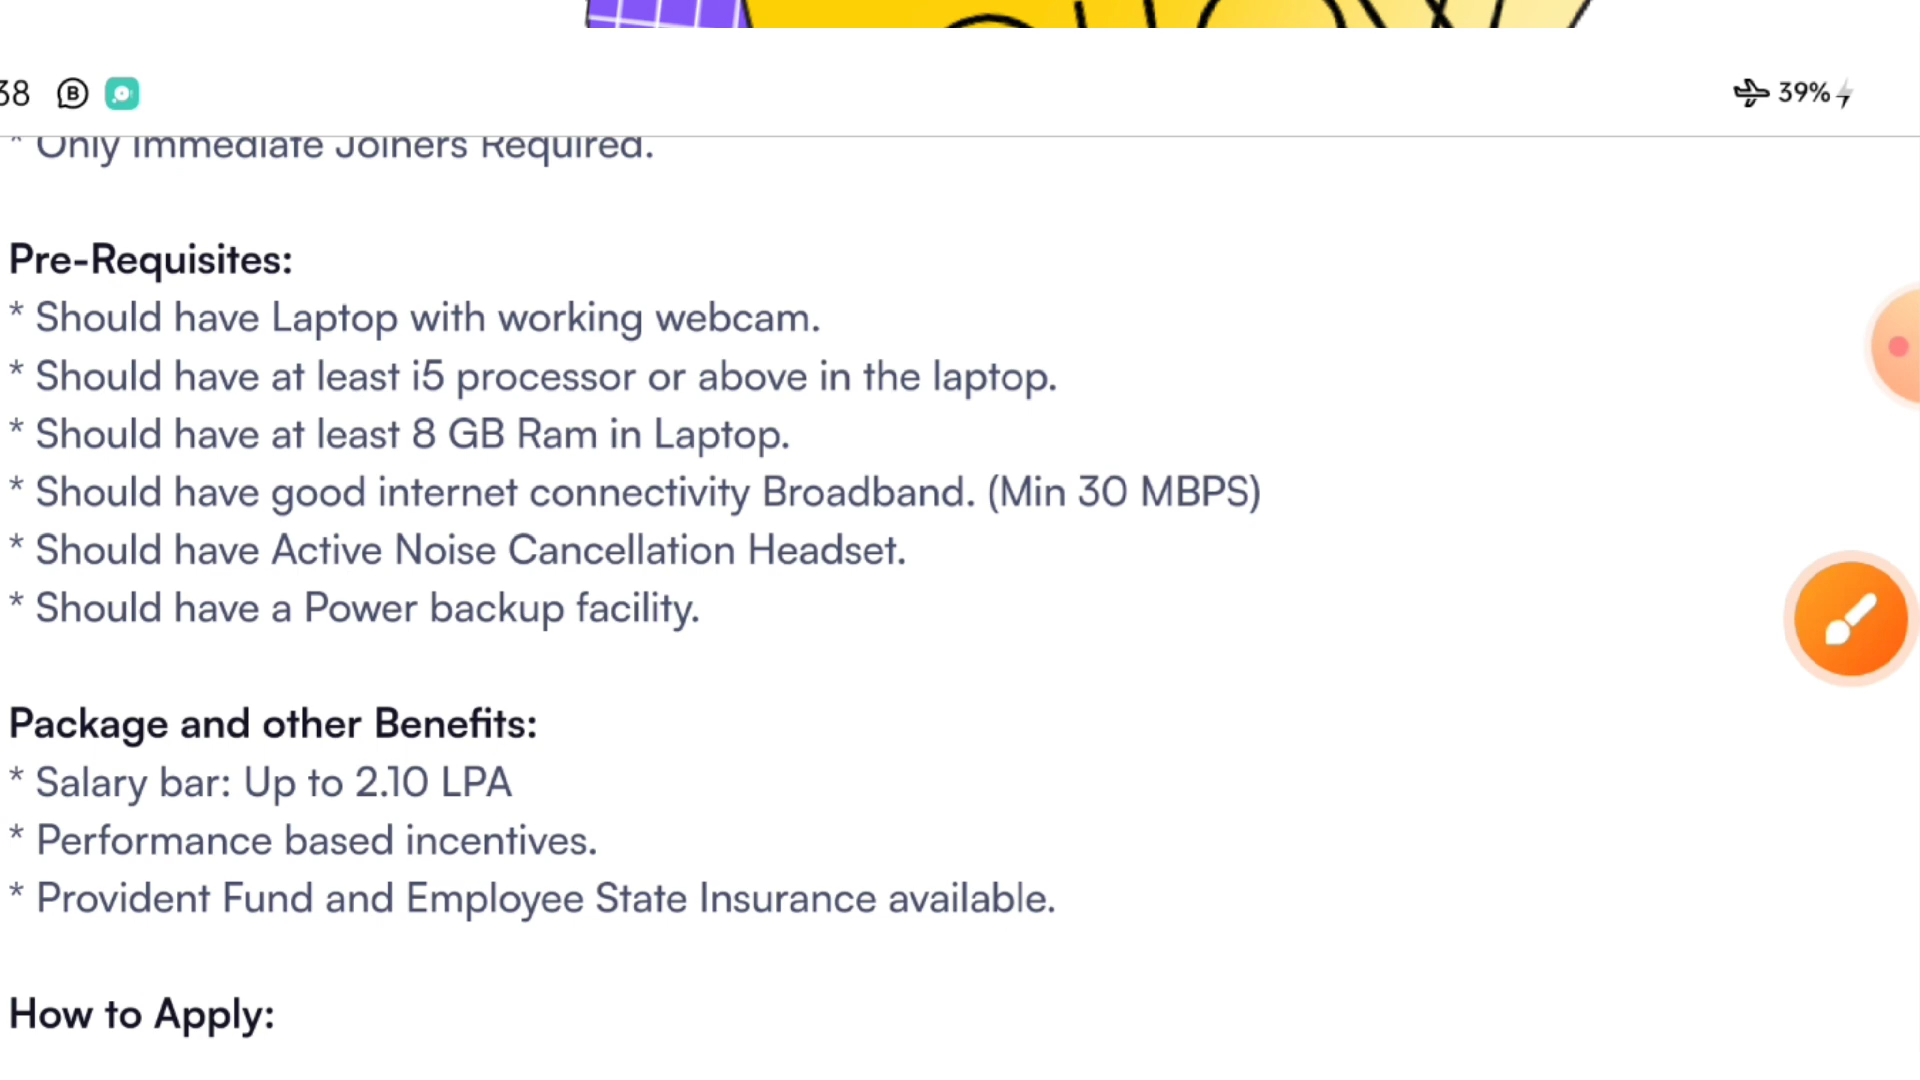 38 B 39%
* Only Immediate Joiners Required.
Pre-Requisites:
* Should have Laptop with working webcam.
* Should have at least i5 processor or above in the laptop.
* Should have at least 8 GB Ram in Laptop.
* Should have good internet connectivity Broadband. (Min 30 MBPS)
* Should have Active Noise Cancellation Headset.
* Should have a Power backup facility.
Package and other Benefits:
* Salary bar: Up to 2.10 LPA
* Performance based incentives.
* Provident Fund and Employee State Insurance available.
How to Apply: